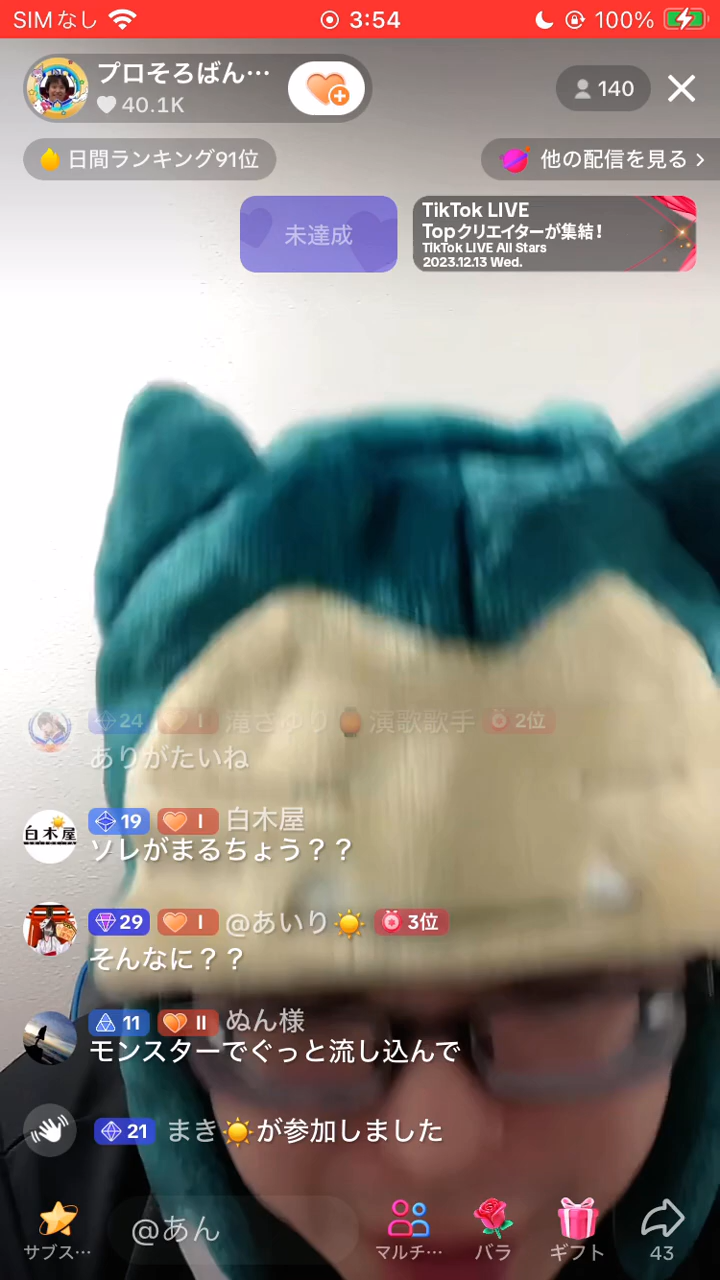 SIMなし
3:54
100%
プロそろばん…
40.1K
140
日間ランキング91位
他の配信を見る
未達成
TikTok LIVE
Topクリエイターが集結！
TikTok LIVE All Stars
2023.12.13 Wed.
24 I 滝さゆり 演歌歌手 2位
ありがたいね
白木屋
19 I 白木屋
ソレがまるちょう？？
29 I @あいり 3位
そんなに？？
11 II ぬん様
モンスターでぐっと流し込んで
21 まき が参加しました
@あん
サブス…
マルチ…
バラ
ギフト
43